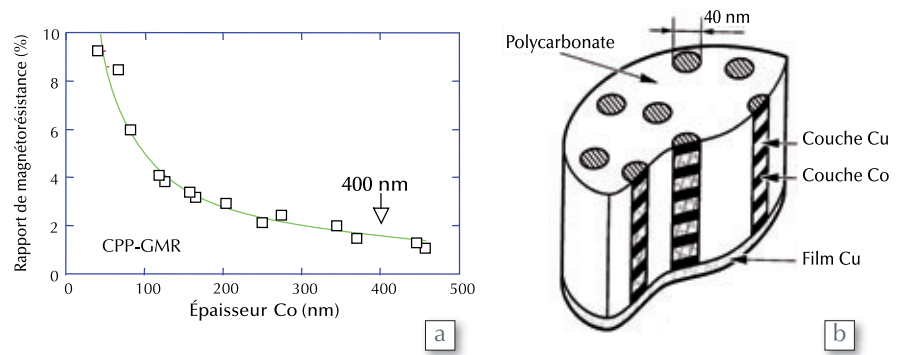 Rapport de magnétorésistance (%)
10
8
6
4
2
0
400 nm
CPP-GMR
0 100 200 300 400 500
Épaisseur Co (nm)
a
40 nm
Polycarbonate
Couche Cu
Couche Co
Film Cu
b